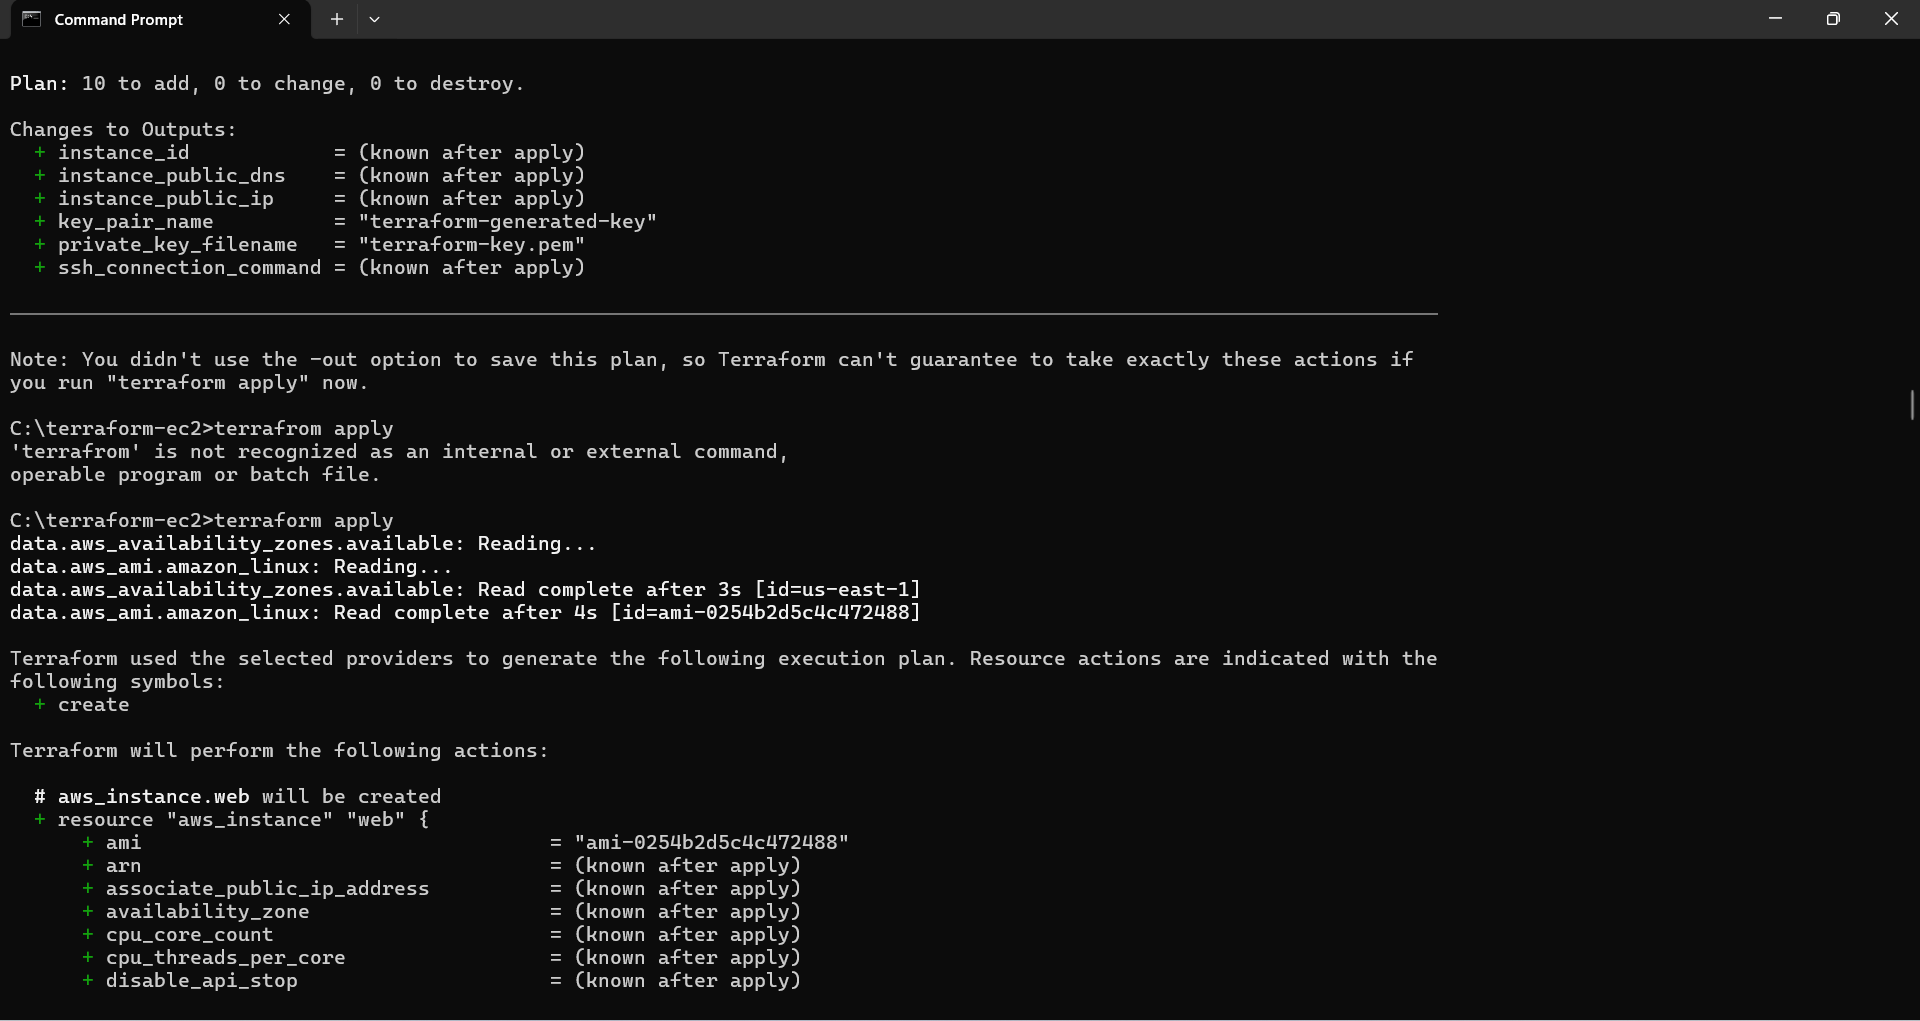 Command Prompt
Plan: 10 to add, 0 to change, 0 to destroy.
Changes to Outputs:
+ instance_id = (known after apply)
+ instance_public_dns = (known after apply)
+ instance_public_ip = (known after apply)
+ key_pair_name = "terraform-generated-key"
+ private_key_filename = "terraform-key.pem"
+ ssh_connection_command = (known after apply)
Note: You didn't use the -out option to save this plan, so Terraform can't guarantee to take exactly these actions if
you run "terraform apply" now.
C:\terraform-ec2>terrafrom apply
'terrafrom' is not recognized as an internal or external command,
operable program or batch file.
C:\terraform-ec2>terraform apply
data.aws_availability_zones.available: Reading...
data.aws_ami.amazon_linux: Reading...
data.aws_availability_zones.available: Read complete after 3s [id=us-east-1]
data.aws_ami.amazon_linux: Read complete after 4s [id=ami-0254b2d5c4c472488]
Terraform used the selected providers to generate the following execution plan. Resource actions are indicated with the
following symbols:
+ create
Terraform will perform the following actions:
# aws_instance.web will be created
+ resource "aws_instance" "web" {
+ ami = "ami-0254b2d5c4c472488"
+ arn = (known after apply)
+ associate_public_ip_address = (known after apply)
+ availability_zone = (known after apply)
+ cpu_core_count = (known after apply)
+ cpu_threads_per_core = (known after apply)
+ disable_api_stop = (known after apply)